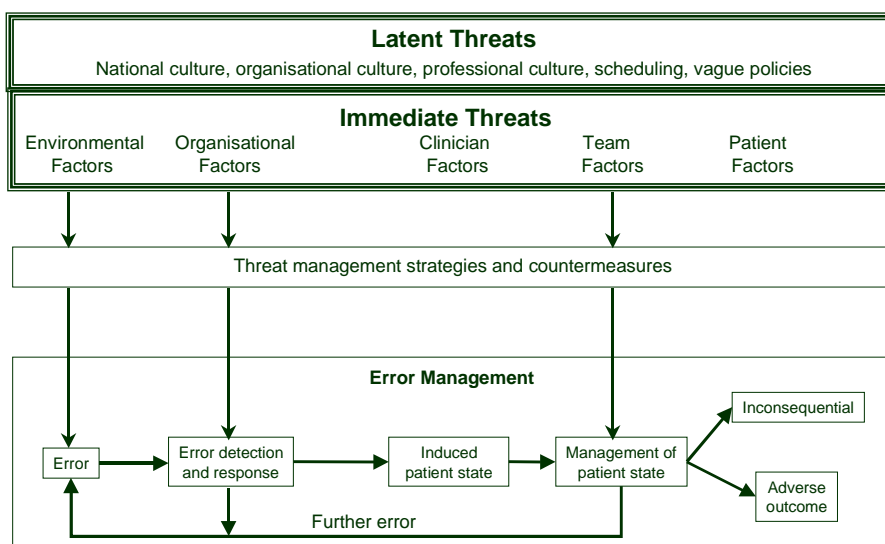 Latent Threats
National culture, organisational culture, professional culture, scheduling, vague policies
Immediate Threats
Environmental
Factors
Organisational
Factors
Clinician
Factors
Team
Factors
Patient
Factors
Threat management strategies and countermeasures
Error Management
Error
Error detection
and response
Induced
patient state
Management of
patient state
Inconsequential
Adverse
outcome
Further error